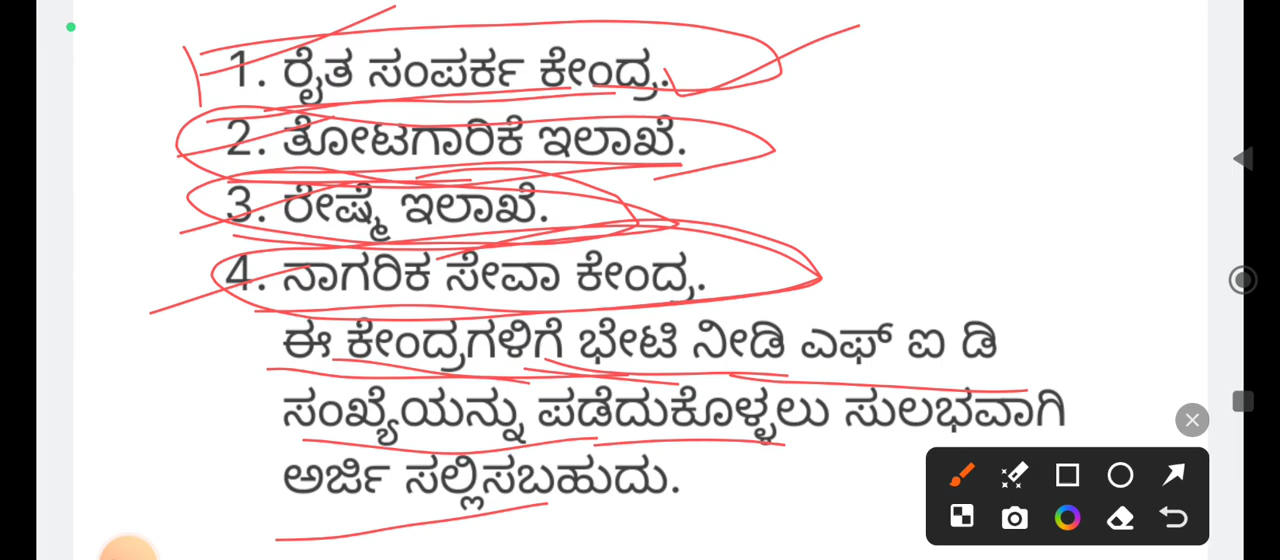 1. ರೈತ ಸಂಪರ್ಕ ಕೇಂದ್ರ.
2. ತೋಟಗಾರಿಕೆ ಇಲಾಖೆ.
3. ರೇಷ್ಮೆ ಇಲಾಖೆ.
4. ನಾಗರಿಕ ಸೇವಾ ಕೇಂದ್ರ.
ಈ ಕೇಂದ್ರಗಳಿಗೆ ಭೇಟಿ ನೀಡಿ ಎಫ್ ಐ ಡಿ
ಸಂಖ್ಯೆಯನ್ನು ಪಡೆದುಕೊಳ್ಳಲು ಸುಲಭವಾಗಿ
ಅರ್ಜಿ ಸಲ್ಲಿಸಬಹುದು.